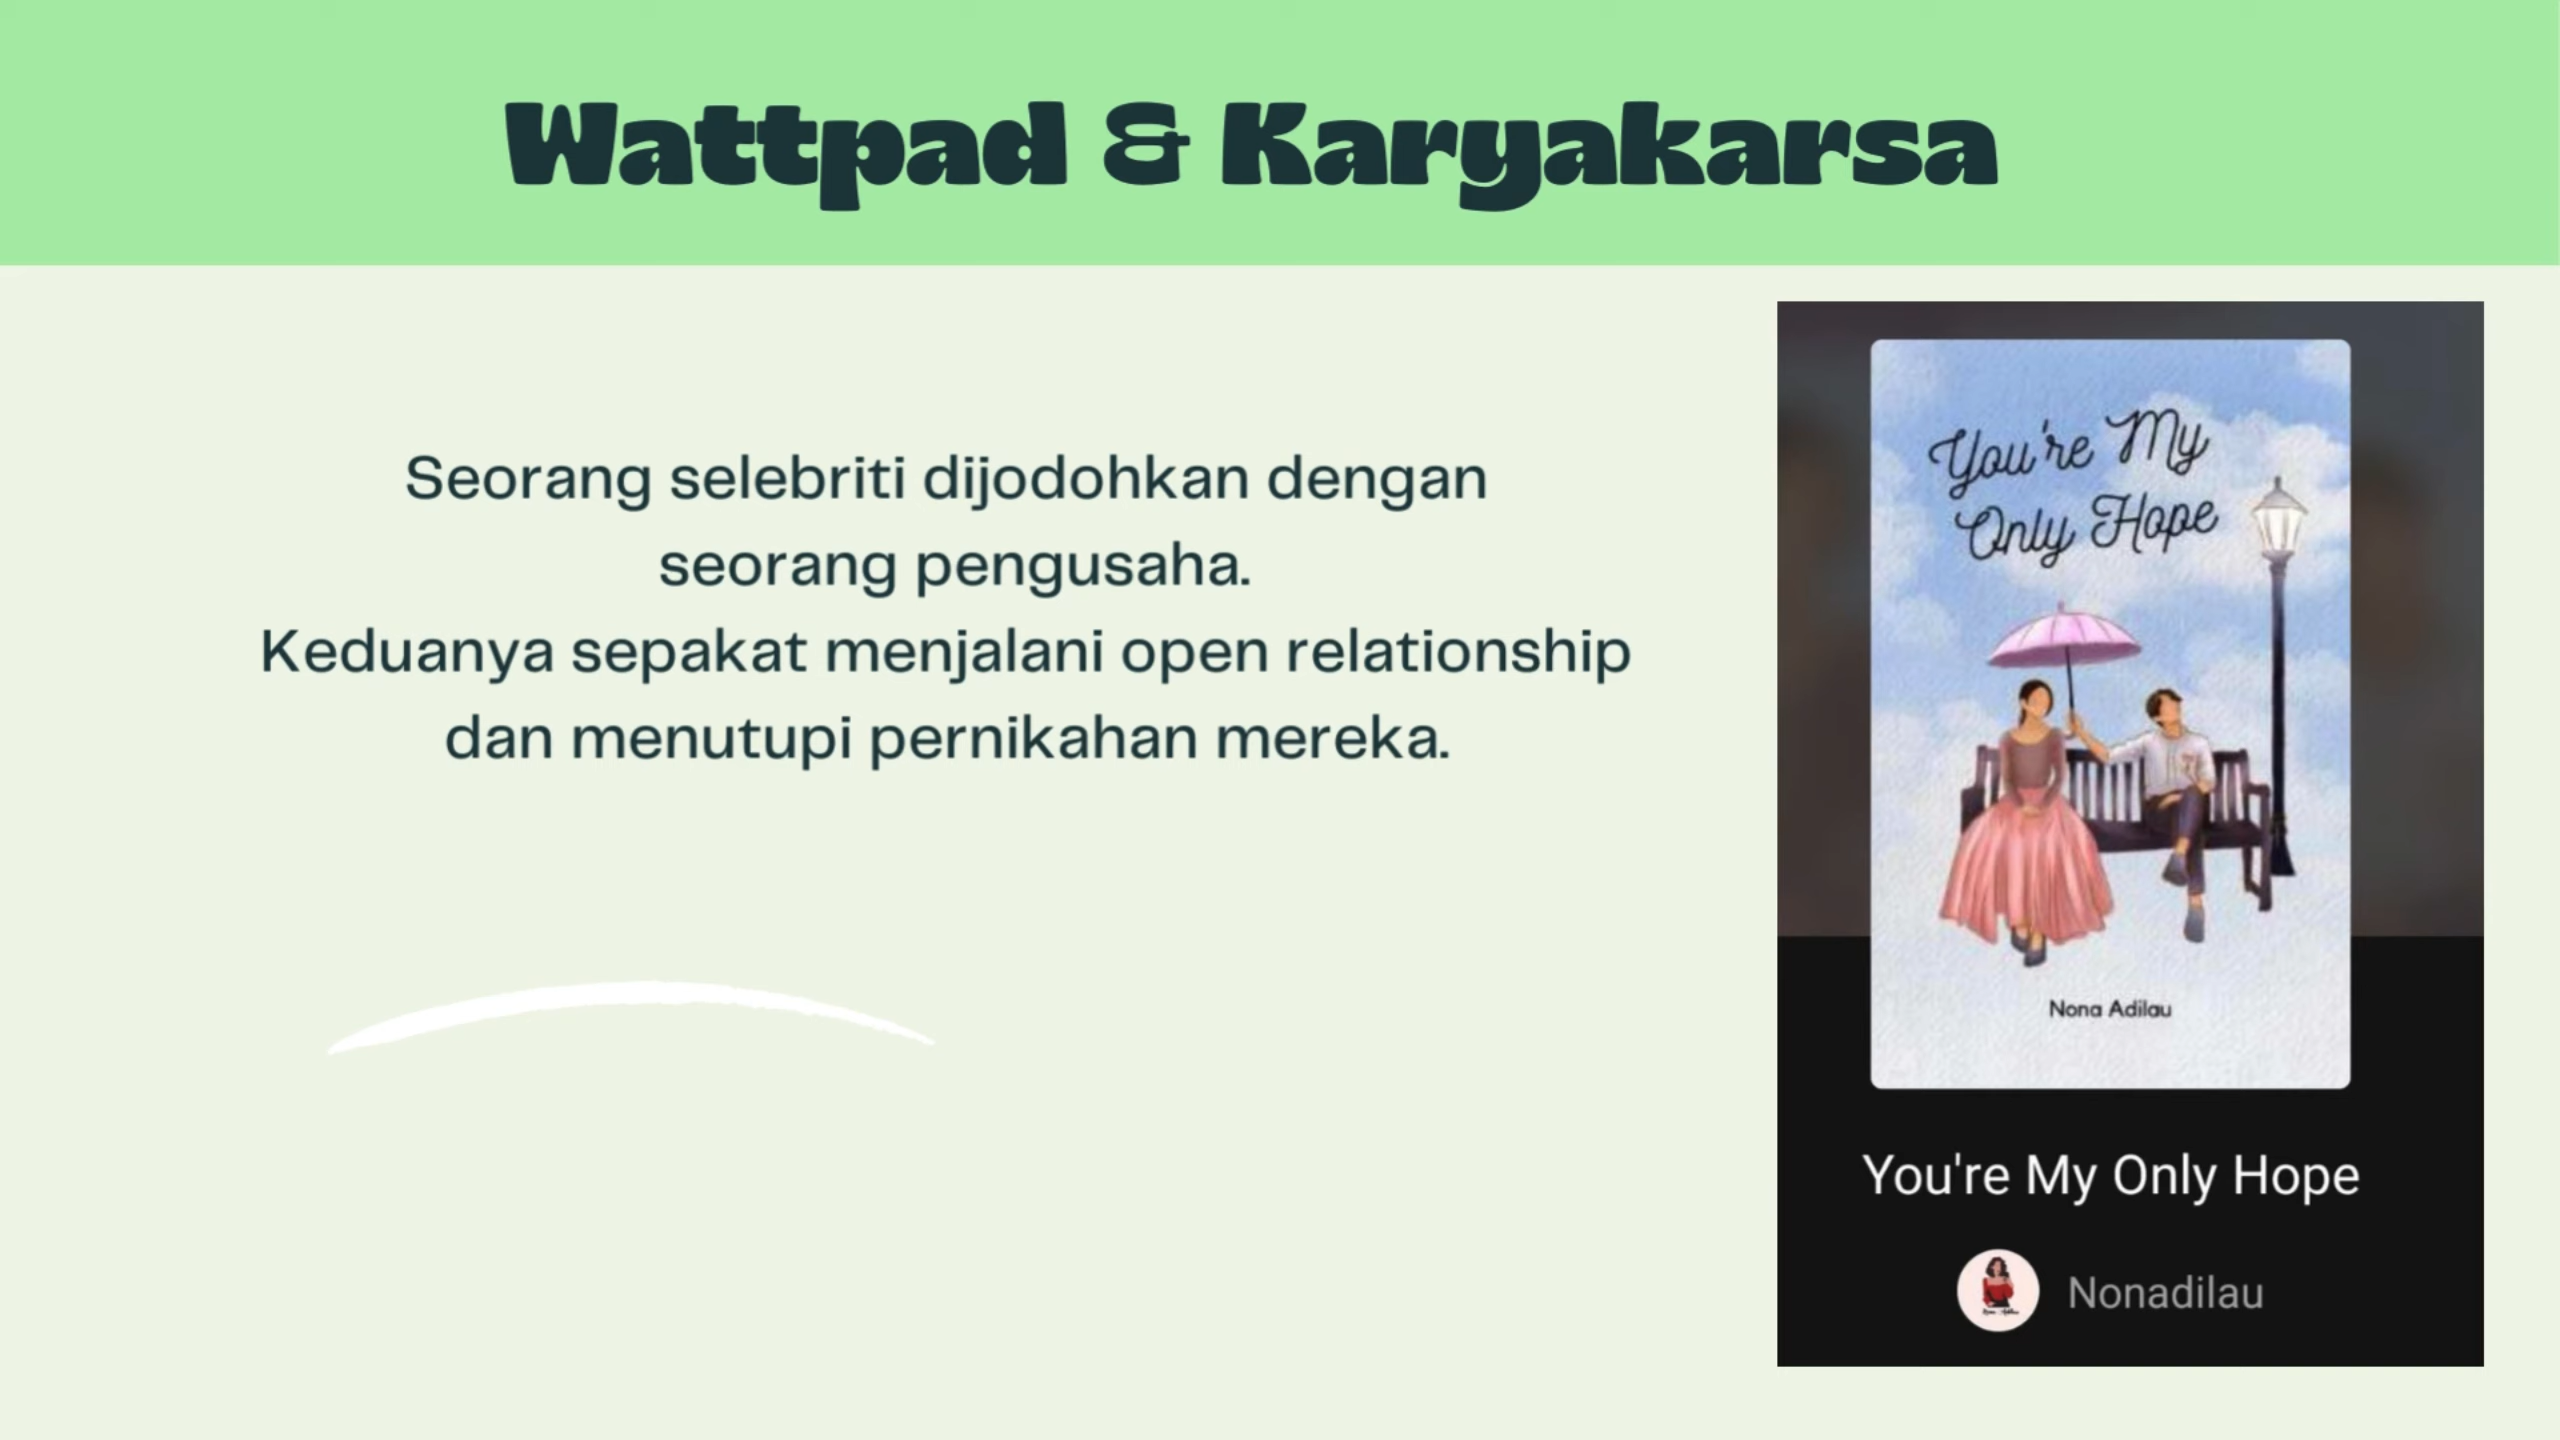 Wattpad & Karyakarsa
Seorang selebriti dijodohkan dengan
seorang pengusaha.
Keduanya sepakat menjalani open relationship
dan menutupi pernikahan mereka.
You're My
Only Hope
Nona Adilau
You're My Only Hope
Nonadilau